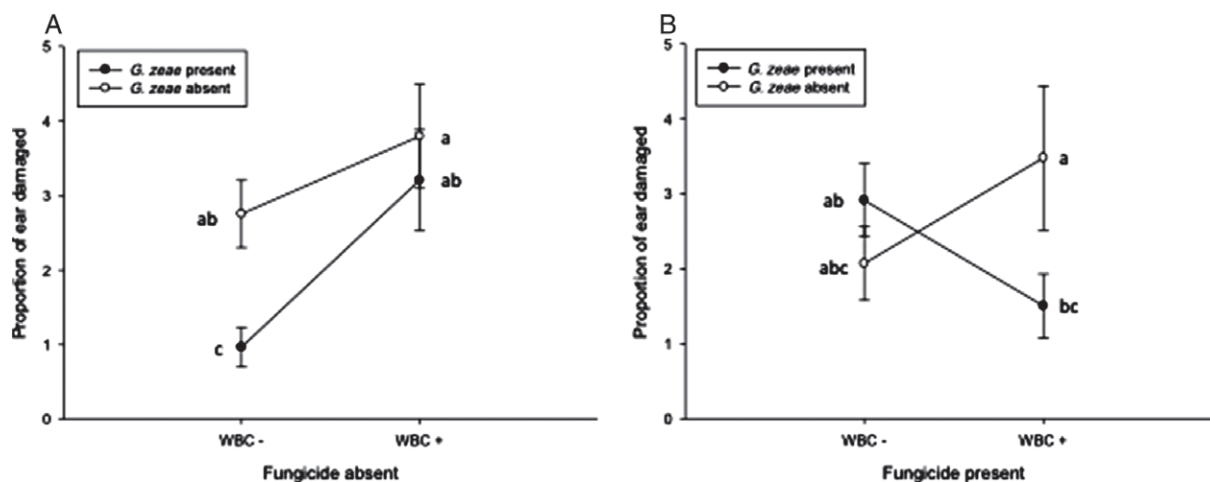 A
5
4
3
2
1
0
Proportion of ear damaged
G. zeae present
G. zeae absent
ab
c
a
ab
WBC -
WBC +
Fungicide absent
B
5
4
3
2
1
0
Proportion of ear damaged
G. zeae present
G. zeae absent
ab
abc
a
bc
WBC -
WBC +
Fungicide present